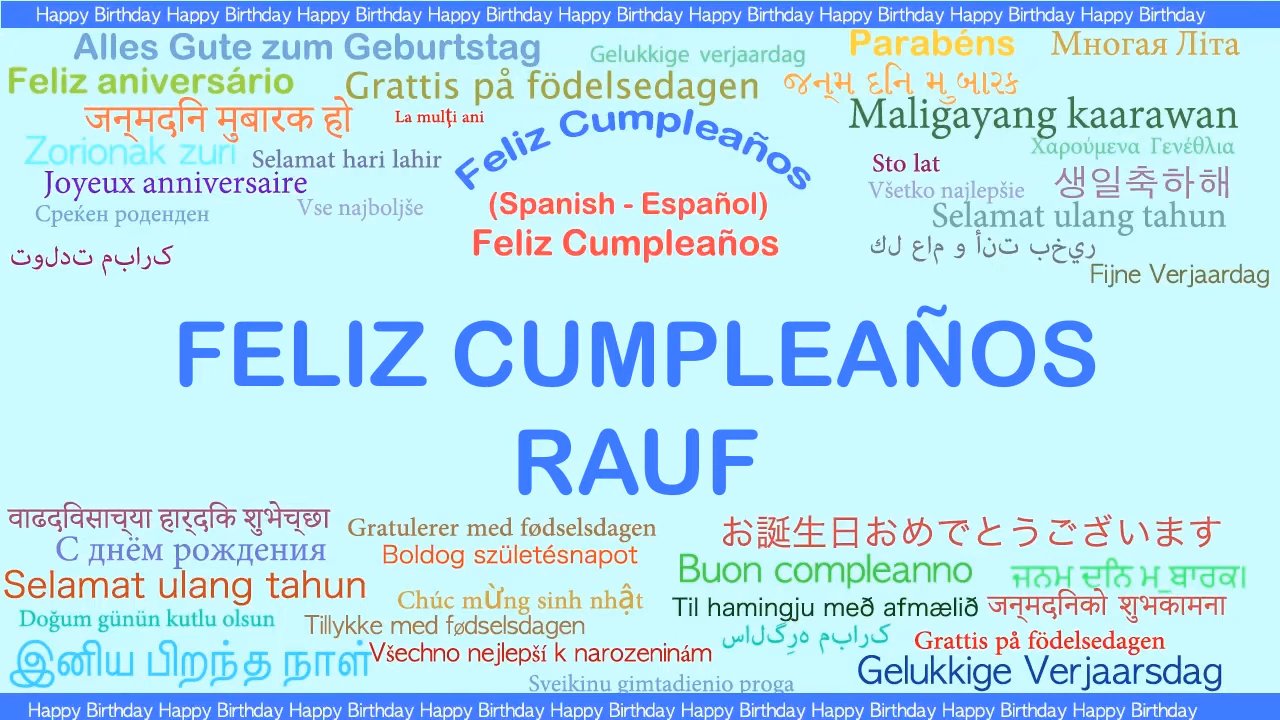 Happy Birthday Happy Birthday Happy Birthday Happy Birthday Happy Birthday Happy Birthday Happy Birthday Happy Birthday Happy Birthday
Alles Gute zum Geburtstag
Gelukkige verjaardag
Parabéns
Многая Літа
Feliz aniversário
Grattis på födelsedagen
જન્મ દિન મુબારક
जन्मदिन मुबारक हो
La mulţi ani
Feliz Cumpleaños
Maligayang kaarawan
Zorionak zuri
Selamat hari lahir
Χαρούμενα Γενέθλια
Sto lat
Joyeux anniversaire
(Spanish - Español)
Všetko najlepšie
생일축하해
Среќен роденден
Vse najboljše
Selamat ulang tahun
Feliz Cumpleaños
كل عام و أنت بخير
تولدت مبارک
Fijne Verjaardag
FELIZ CUMPLEAÑOS
RAUF
वाढदिवसाच्या हार्दिक शुभेच्छा
Gratulerer med fødselsdagen
お誕生日おめでとうございます
С днём рождения
Boldog születésnapot
Buon compleanno
ਜਨਮ ਦਿਨ ਮੁਬਾਰਕ।
Selamat ulang tahun
Chúc mừng sinh nhật
Til hamingju með afmælið
जन्मदिनको शुभकामना
Doğum günün kutlu olsun
Tillykke med fødselsdagen
سالگرہ مبارک
Grattis på födelsedagen
இனிய பிறந்த நாள்
Všechno nejlepší k narozeninám
Gelukkige Verjaarsdag
Sveikinu gimtadienio proga
Happy Birthday Happy Birthday Happy Birthday Happy Birthday Happy Birthday Happy Birthday Happy Birthday Happy Birthday Happy Birthday